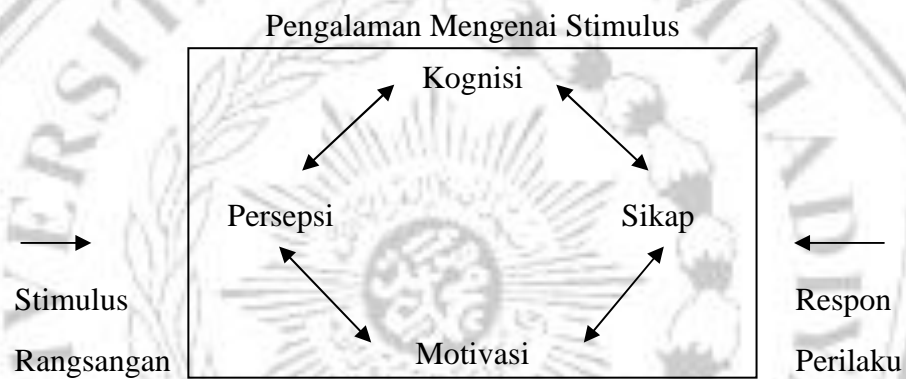 Pengalaman Mengenai Stimulus
Kognisi
Persepsi
Sikap
Motivasi
Stimulus
Rangsangan
Respon
Perilaku